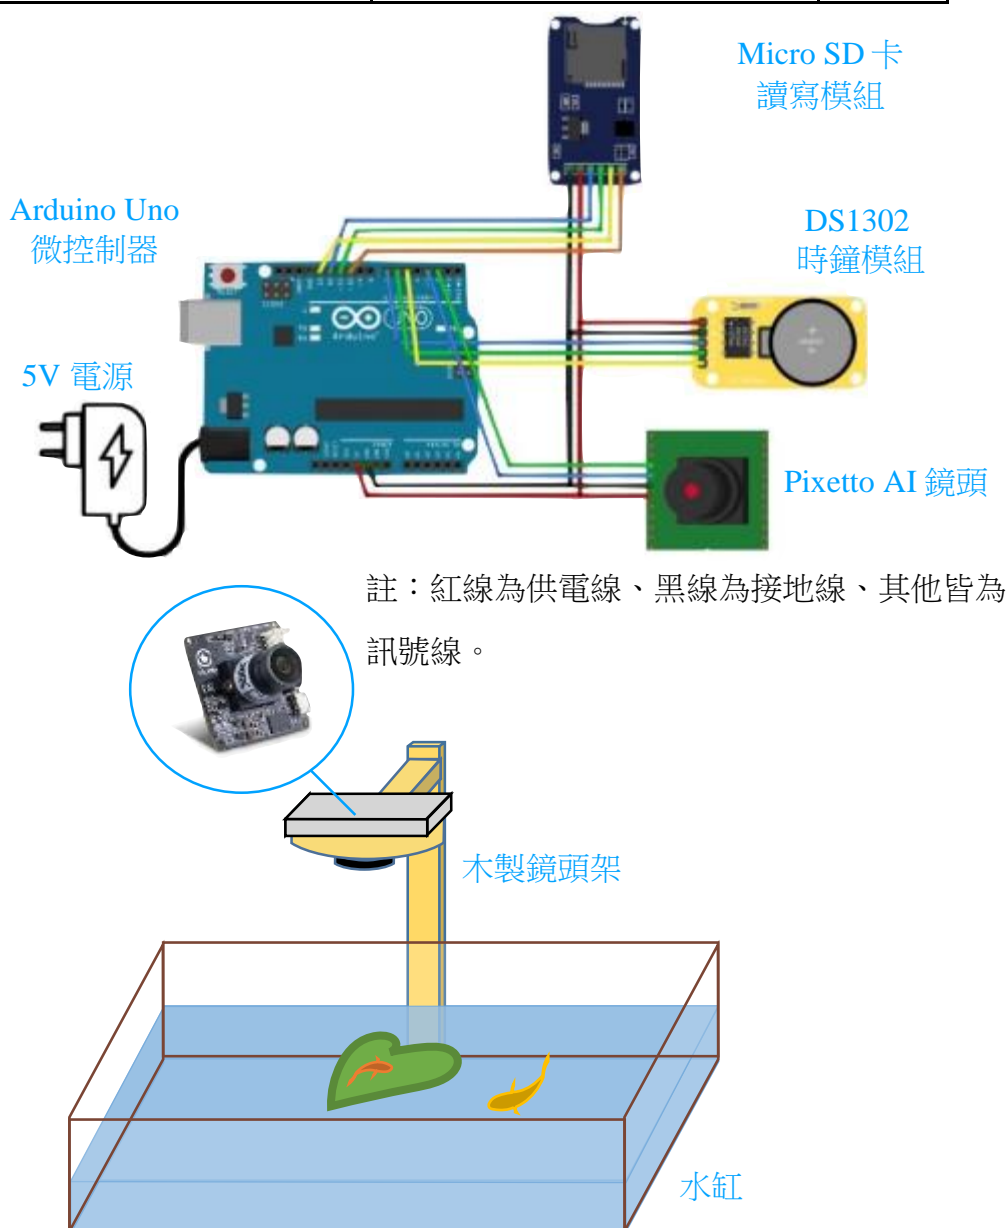 Micro SD 卡
讀寫模組
Arduino Uno
微控制器
DS1302
時鐘模組
UNO
Arduino
5V 電源
Pixetto AI 鏡頭
註：紅線為供電線、黑線為接地線、其他皆為
訊號線。
木製鏡頭架
水缸